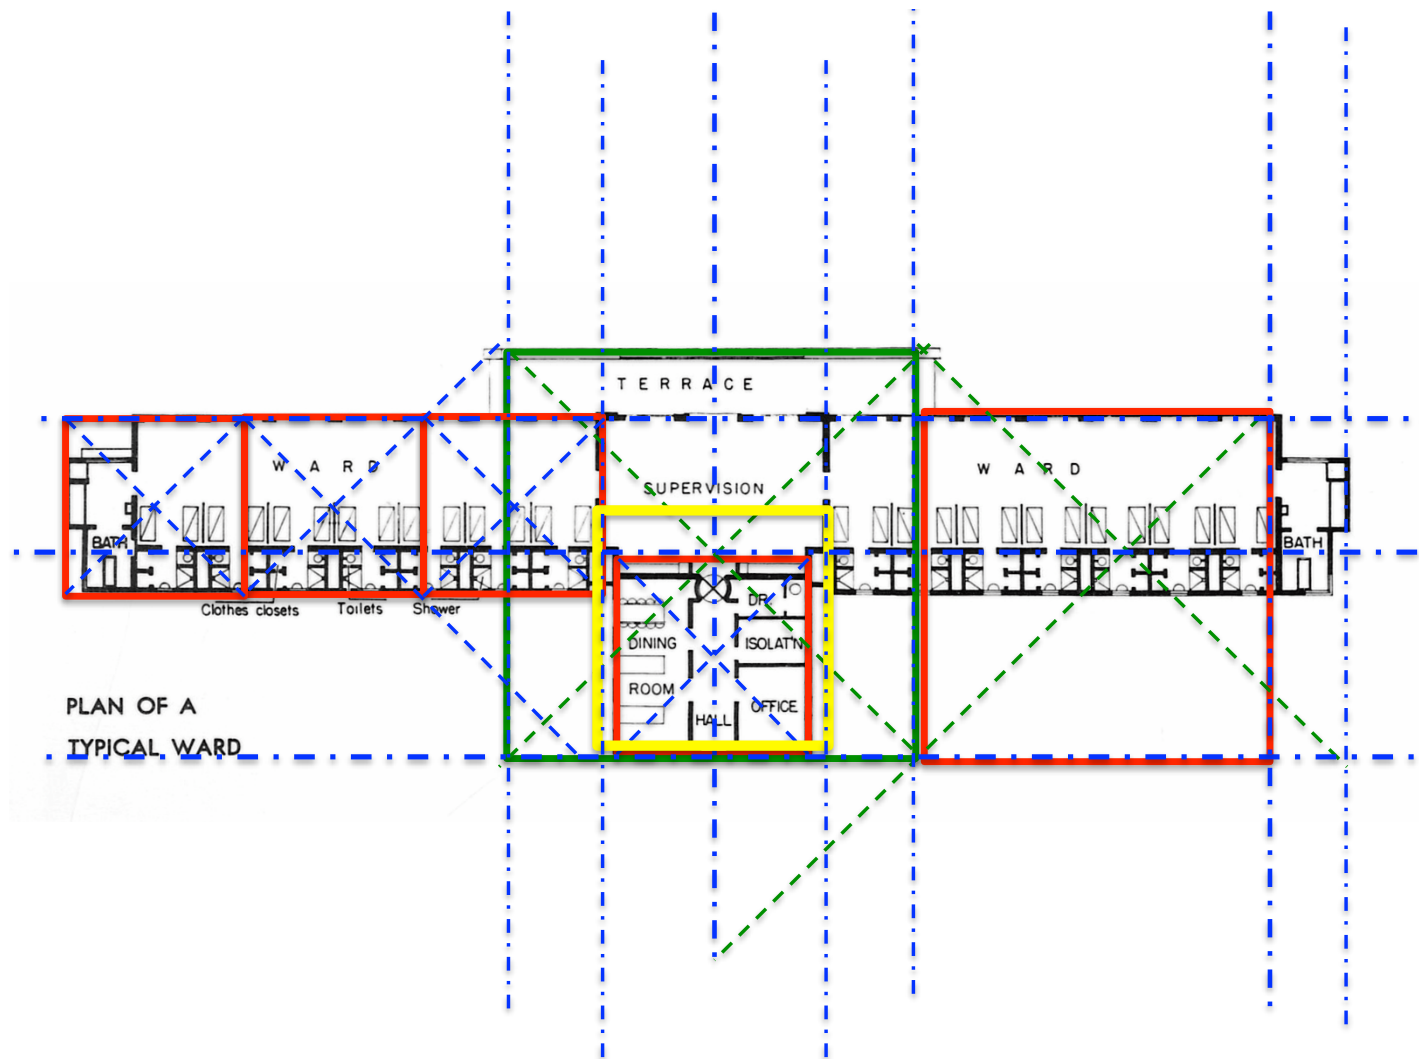 TERRACE
WARD
WARD
SUPERVISION
BATH
BATH
DR.
Clothes closets Toilets Shower
DINING
ROOM
ISOLAT'N
OFFICE
HALL
PLAN OF A
TYPICAL WARD